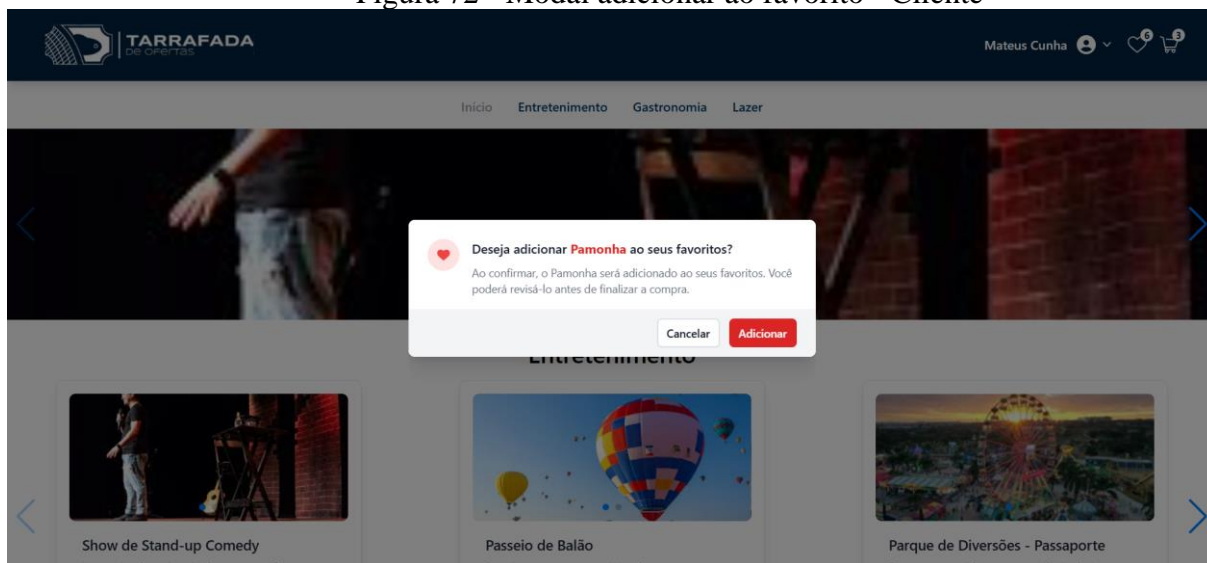 Figura 72 - Modal adicionar ao favorito - Cliente
TARRAFADA
DE OFERTAS
Mateus Cunha
6
3
Início Entretenimento Gastronomia Lazer
Deseja adicionar Pamonha ao seus favoritos?
Ao confirmar, o Pamonha será adicionado ao seus favoritos. Você
poderá revisá-lo antes de finalizar a compra.
Cancelar Adicionar
Entretenimento
Show de Stand-up Comedy
Passeio de Balão
Parque de Diversões - Passaporte